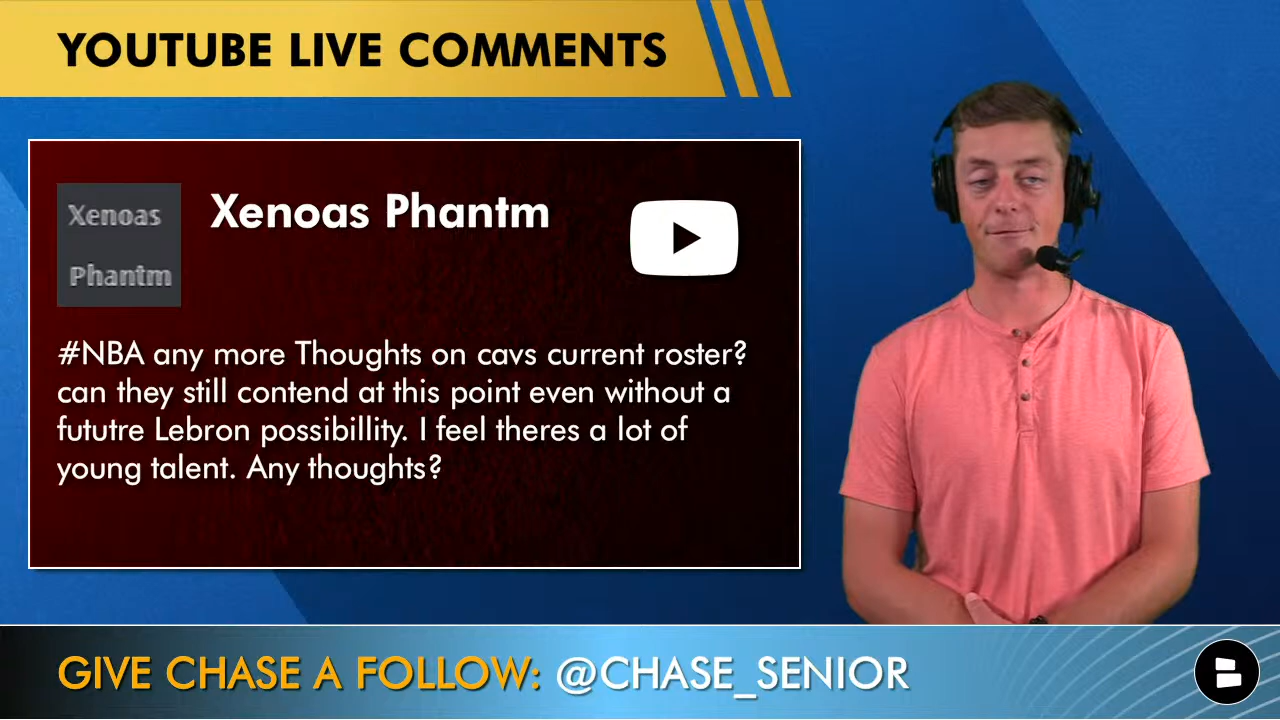 YOUTUBE LIVE COMMENTS
Xenoas
Phantm
Xenoas Phantm
#NBA any more Thoughts on cavs current roster?
can they still contend at this point even without a
fututre Lebron possibillity. I feel theres a lot of
young talent. Any thoughts?
GIVE CHASE A FOLLOW: @CHASE_SENIOR